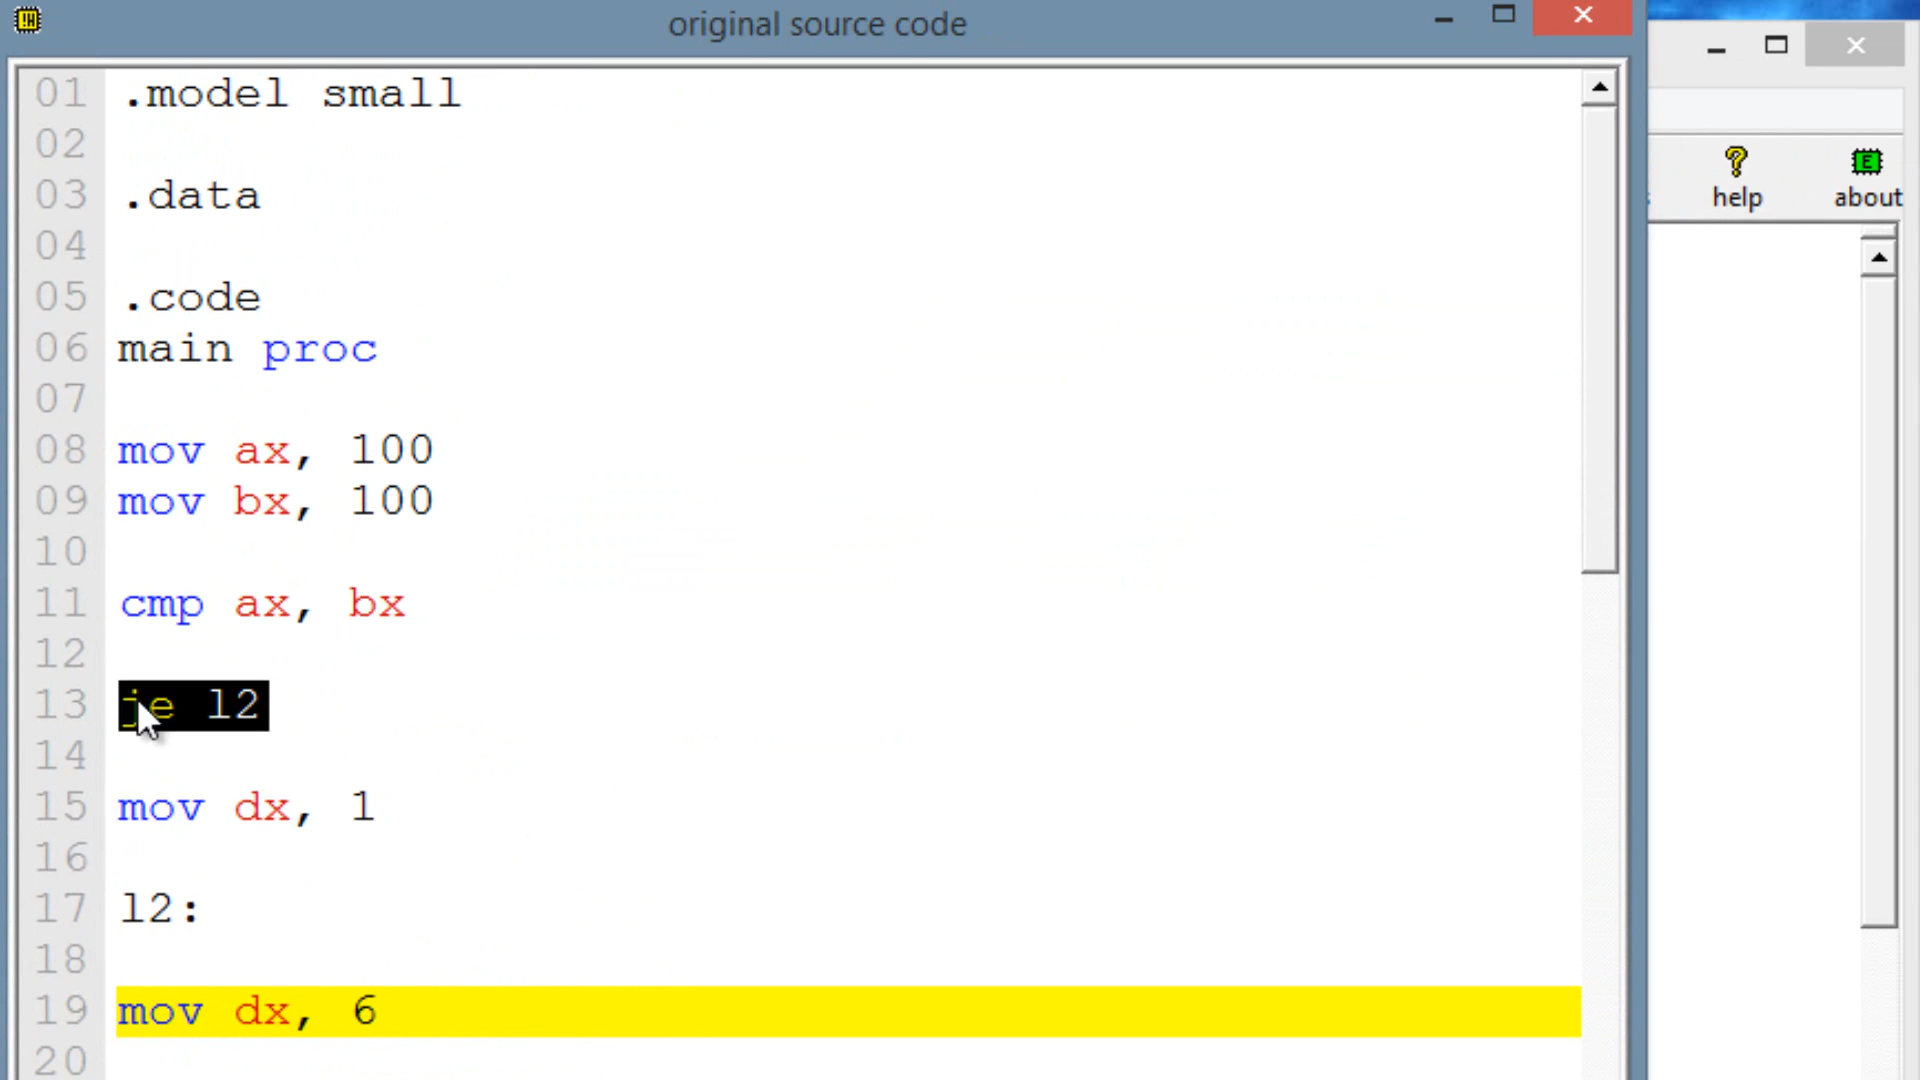 original source code
help
about
01 .model small
02
03 .data
04
05 .code
06 main proc
07
08 mov ax, 100
09 mov bx, 100
10
11 cmp ax, bx
12
13 je l2
14
15 mov dx, 1
16
17 l2:
18
19 mov dx, 6
20